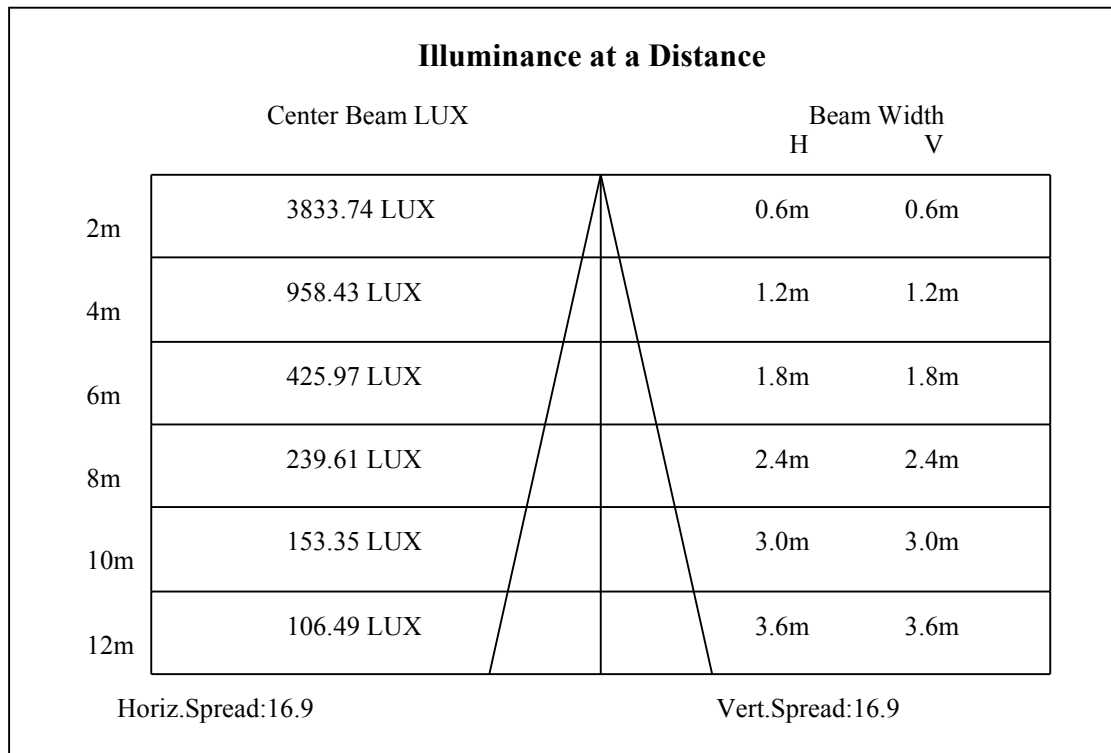 Illuminance at a Distance
Center Beam LUX Beam Width
H V
2m 3833.74 LUX 0.6m 0.6m
4m 958.43 LUX 1.2m 1.2m
6m 425.97 LUX 1.8m 1.8m
8m 239.61 LUX 2.4m 2.4m
10m 153.35 LUX 3.0m 3.0m
12m 106.49 LUX 3.6m 3.6m
Horiz.Spread:16.9 Vert.Spread:16.9